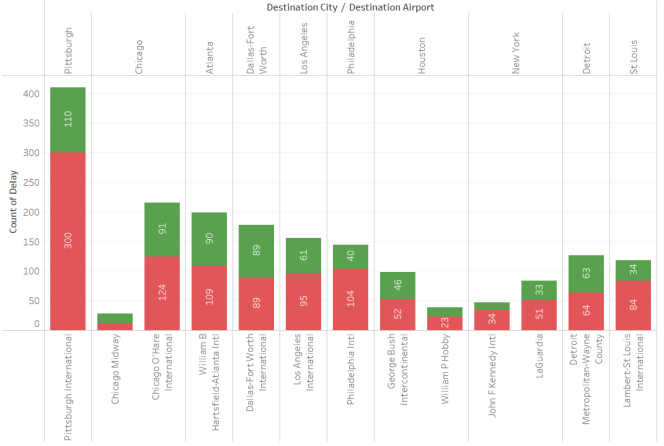 Destination City / Destination Airport
Pittsburgh
Chicago
Atlanta
Dallas-Fort
Worth
Los Angeles
Philadelphia
Houston
New York
Detroit
St Louis
Count of Delay
400
350
300
250
200
150
100
50
0
110
300
91
124
90
109
89
89
61
95
40
104
46
52
23
34
33
51
63
64
34
84
Pittsburgh International
Chicago Midway
Chicago O'Hare
International
William B
Hartsfield-Atlanta Intl
Dallas-Fort Worth
International
Los Angeles
International
Philadelphia Intl
George Bush
Intercontinental
William P Hobby
John F Kennedy Intl
LaGuardia
Detroit
Metropolitan-Wayne
County
Lambert-St Louis
International